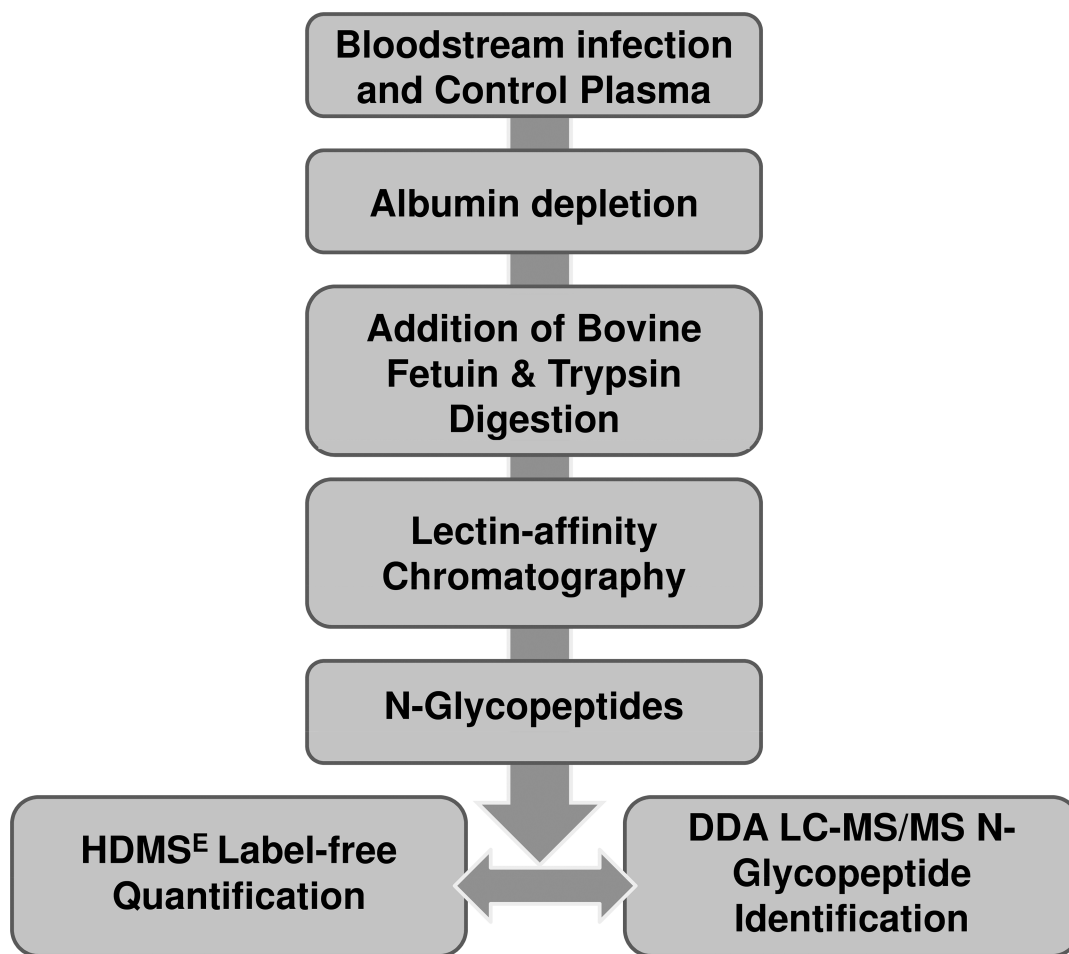 Bloodstream infection
and Control Plasma
Albumin depletion
Addition of Bovine
Fetuin & Trypsin
Digestion
Lectin-affinity
Chromatography
N-Glycopeptides
HDMSᴱ Label-free
Quantification
DDA LC-MS/MS N-
Glycopeptide
Identification